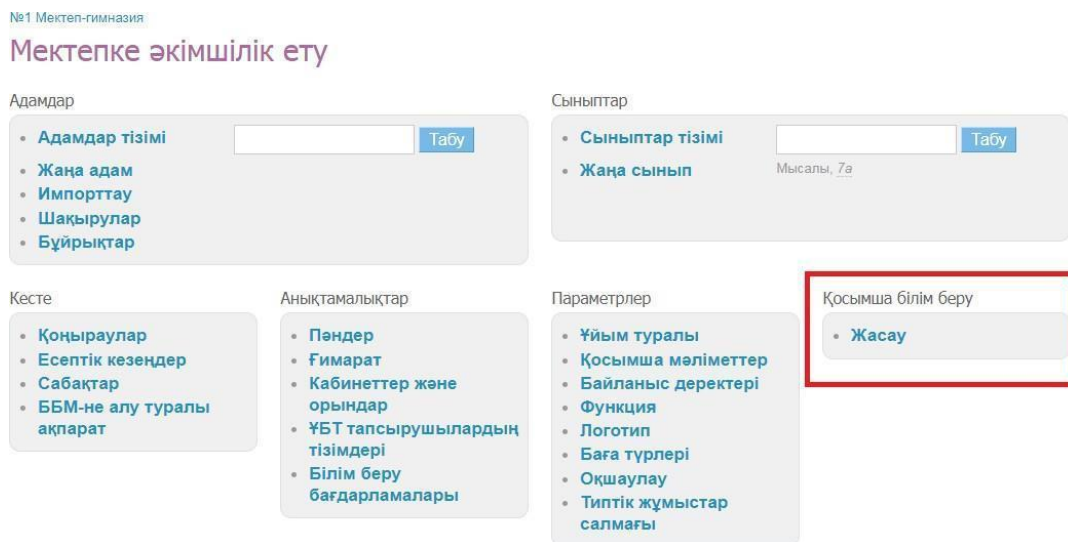 №1 Мектеп-гимназия
Мектепке әкімшілік ету
Адамдар
Адамдар тізімі
Табу
Жаңа адам
Импорттау
Шақырулар
Бұйрықтар
Сыныптар
Сыныптар тізімі
Табу
Жаңа сынып
Мысалы, 7а
Кесте
Қоңыраулар
Есептік кезеңдер
Сабақтар
ББМ-не алу туралы
ақпарат
Анықтамалықтар
Пәндер
Ғимарат
Кабинеттер және
орындар
ҰБТ тапсырушылардың
тізімдері
Білім беру
бағдарламалары
Параметрлер
Ұйым туралы
Қосымша мәліметтер
Байланыс деректері
Функция
Логотип
Баға түрлері
Оқшаулау
Типтік жұмыстар
салмағы
Қосымша білім беру
Жасау